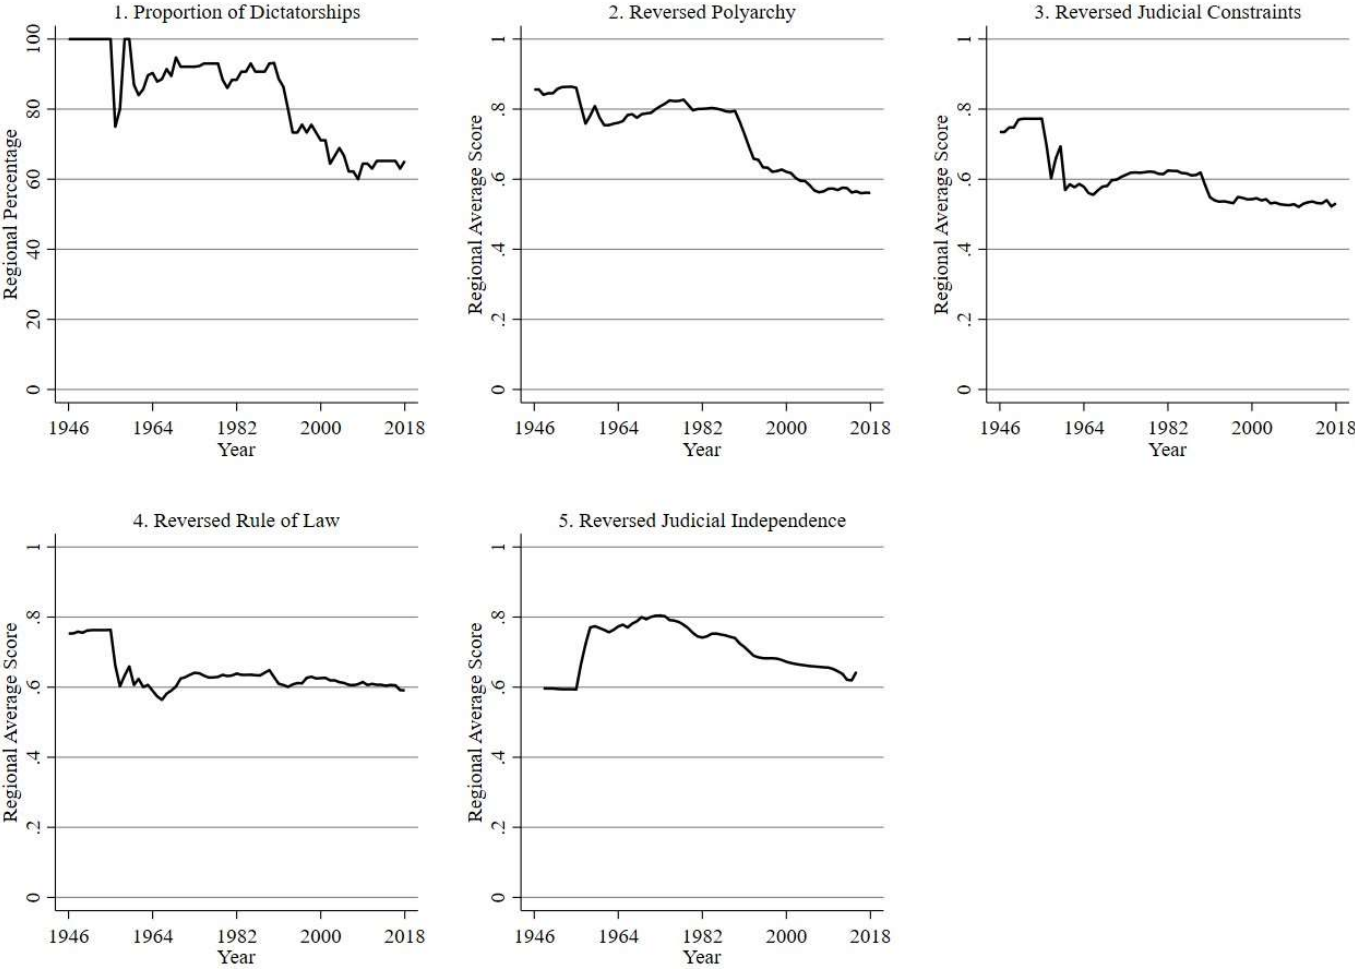 1. Proportion of Dictatorships
Regional Percentage
100
80
60
40
20
0
1946 1964 1982 2000 2018
Year
2. Reversed Polyarchy
Regional Average Score
1
.8
.6
.4
.2
0
1946 1964 1982 2000 2018
Year
3. Reversed Judicial Constraints
Regional Average Score
1
.8
.6
.4
.2
0
1946 1964 1982 2000 2018
Year
4. Reversed Rule of Law
Regional Average Score
1
.8
.6
.4
.2
0
1946 1964 1982 2000 2018
Year
5. Reversed Judicial Independence
Regional Average Score
1
.8
.6
.4
.2
0
1946 1964 1982 2000 2018
Year